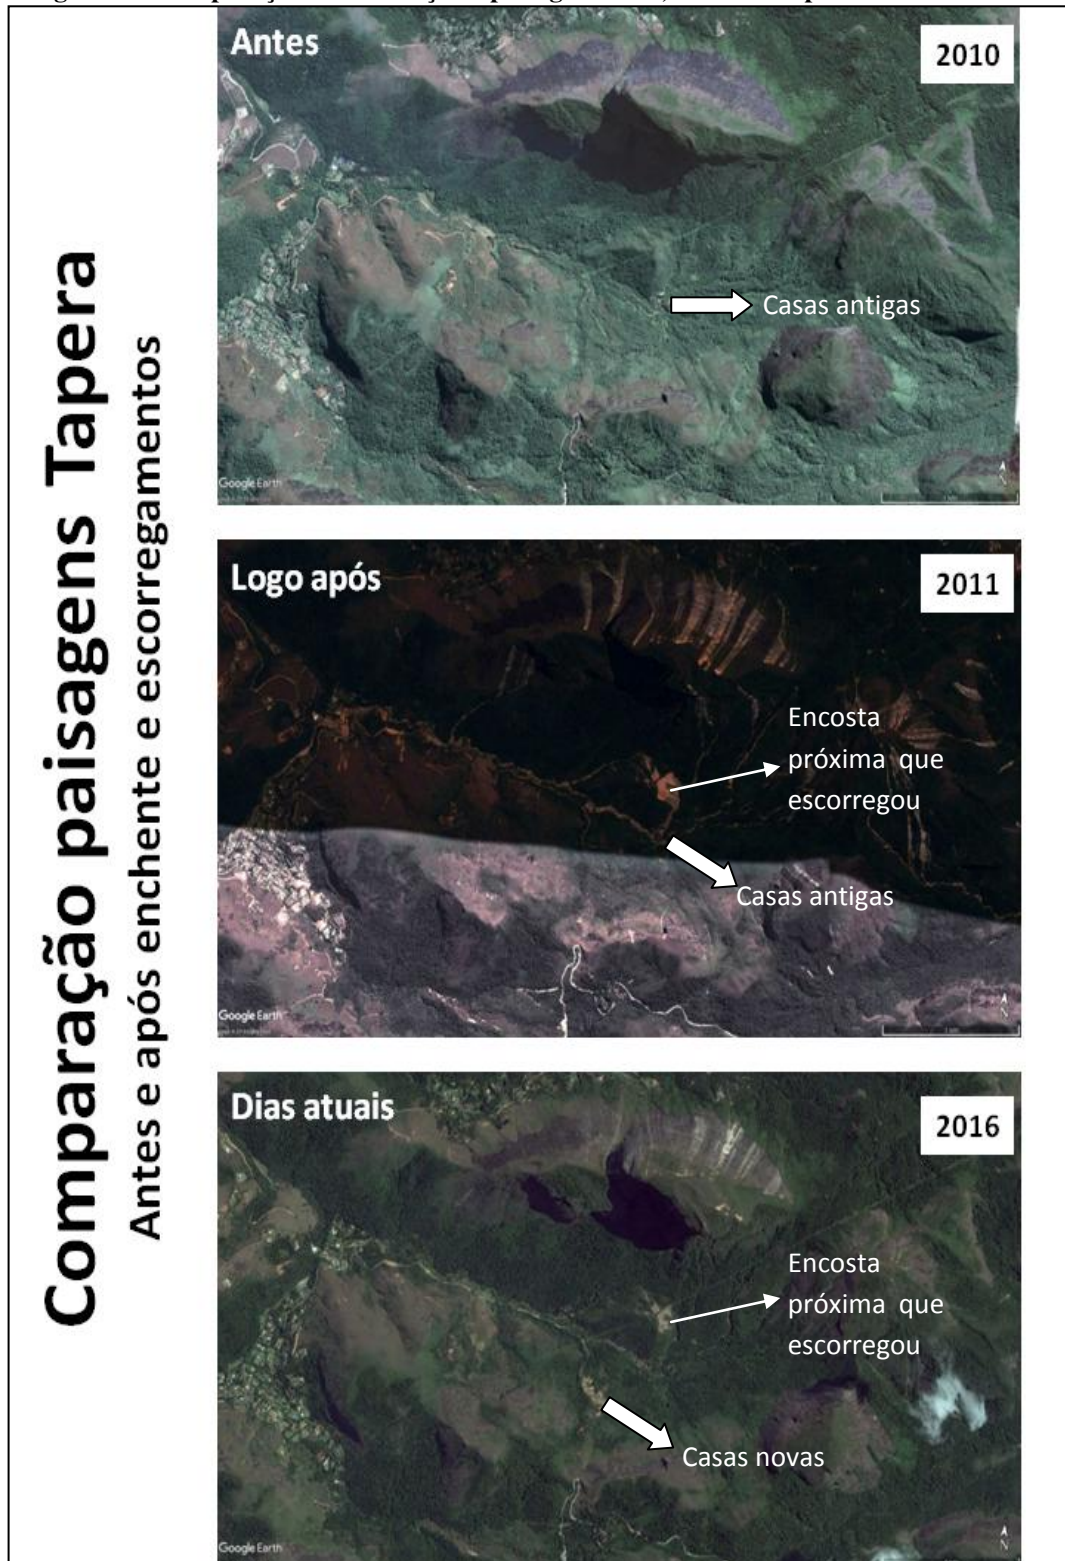 Comparação paisagens Tapera
Antes e após enchente e escorregamentos
Antes
2010
Casas antigas
Google Earth
N
Logo após
2011
Encosta
próxima que
escorregou
Casas antigas
Google Earth
N
Dias atuais
2016
Encosta
próxima que
escorregou
Casas novas
Google Earth
N